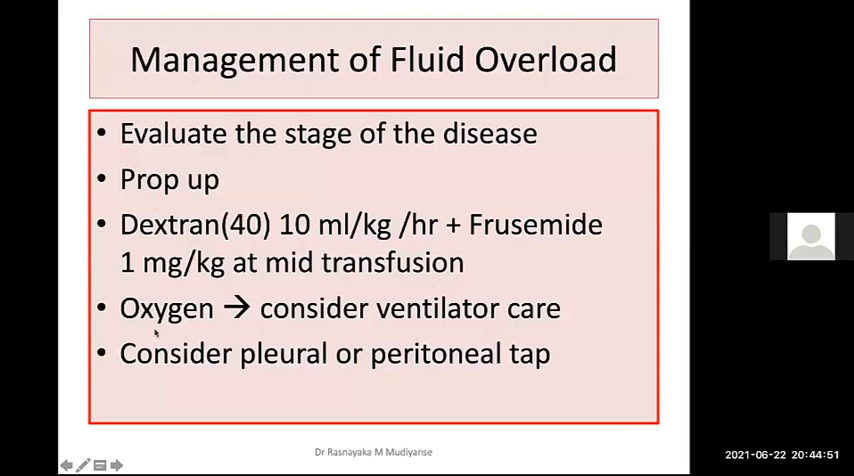 Management of Fluid Overload
• Evaluate the stage of the disease
• Prop up
• Dextran(40) 10 ml/kg /hr + Frusemide
1 mg/kg at mid transfusion
• Oxygen → consider ventilator care
• Consider pleural or peritoneal tap
Dr Rasnayaka M Mudiyanse
2021-06-22 20:44:51